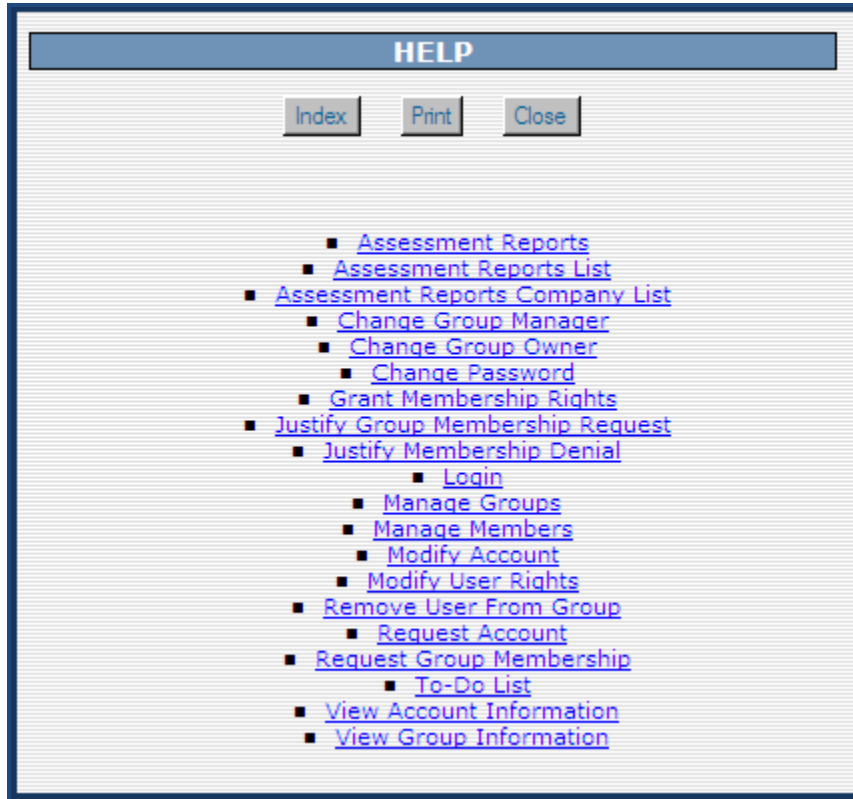 HELP
Index Print Close
▪ Assessment Reports
▪ Assessment Reports List
▪ Assessment Reports Company List
▪ Change Group Manager
▪ Change Group Owner
▪ Change Password
▪ Grant Membership Rights
▪ Justify Group Membership Request
▪ Justify Membership Denial
▪ Login
▪ Manage Groups
▪ Manage Members
▪ Modify Account
▪ Modify User Rights
▪ Remove User From Group
▪ Request Account
▪ Request Group Membership
▪ To-Do List
▪ View Account Information
▪ View Group Information